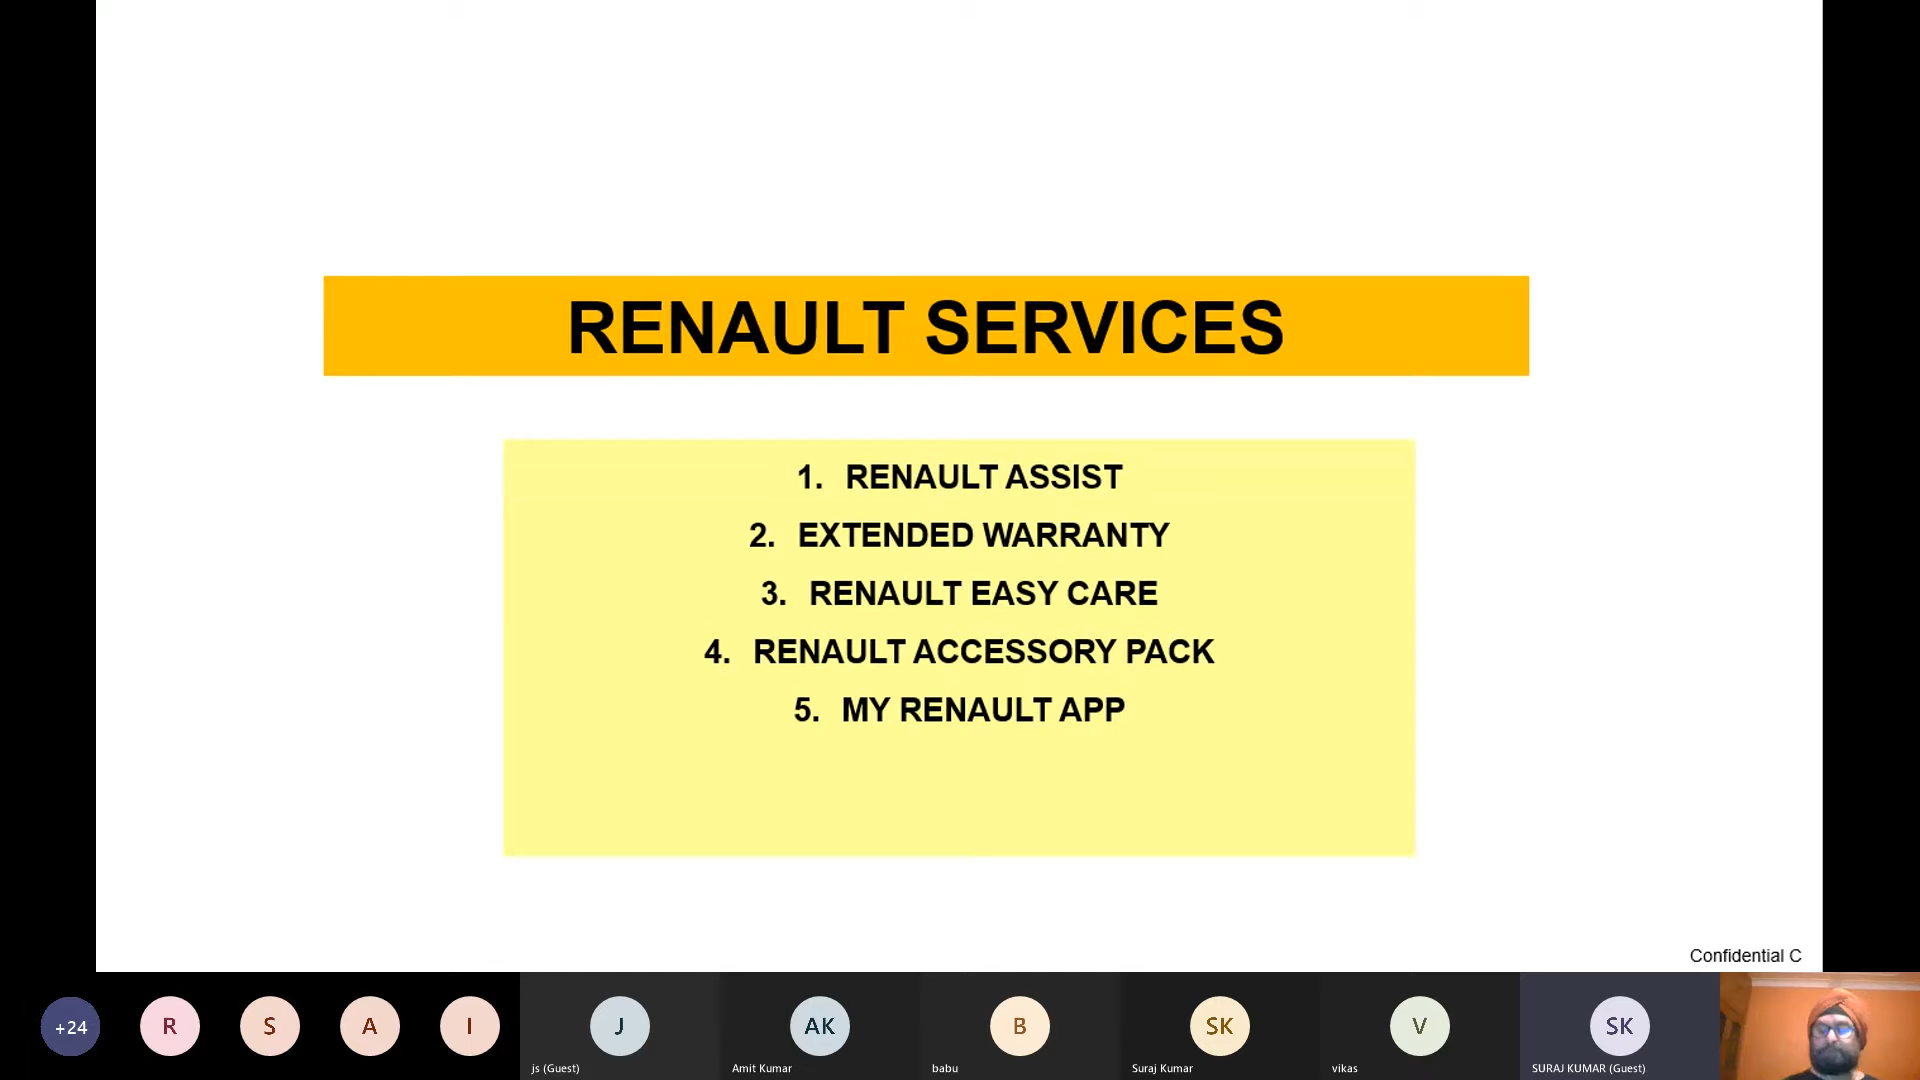 RENAULT SERVICES
1. RENAULT ASSIST
2. EXTENDED WARRANTY
3. RENAULT EASY CARE
4. RENAULT ACCESSORY PACK
5. MY RENAULT APP
Confidential C
+24
R
S
A
I
J
AK
B
SK
V
SK
js (Guest)
Amit Kumar
babu
Suraj Kumar
vikas
SURAJ KUMAR (Guest)